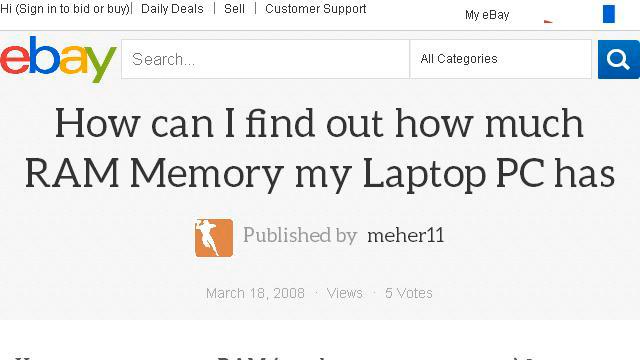 Hi (Sign in to bid or buy) Daily Deals Sell Customer Support
My eBay
ebay Search... All Categories
How can I find out how much
RAM Memory my Laptop PC has
Published by meher11
March 18, 2008 · Views · 5 Votes